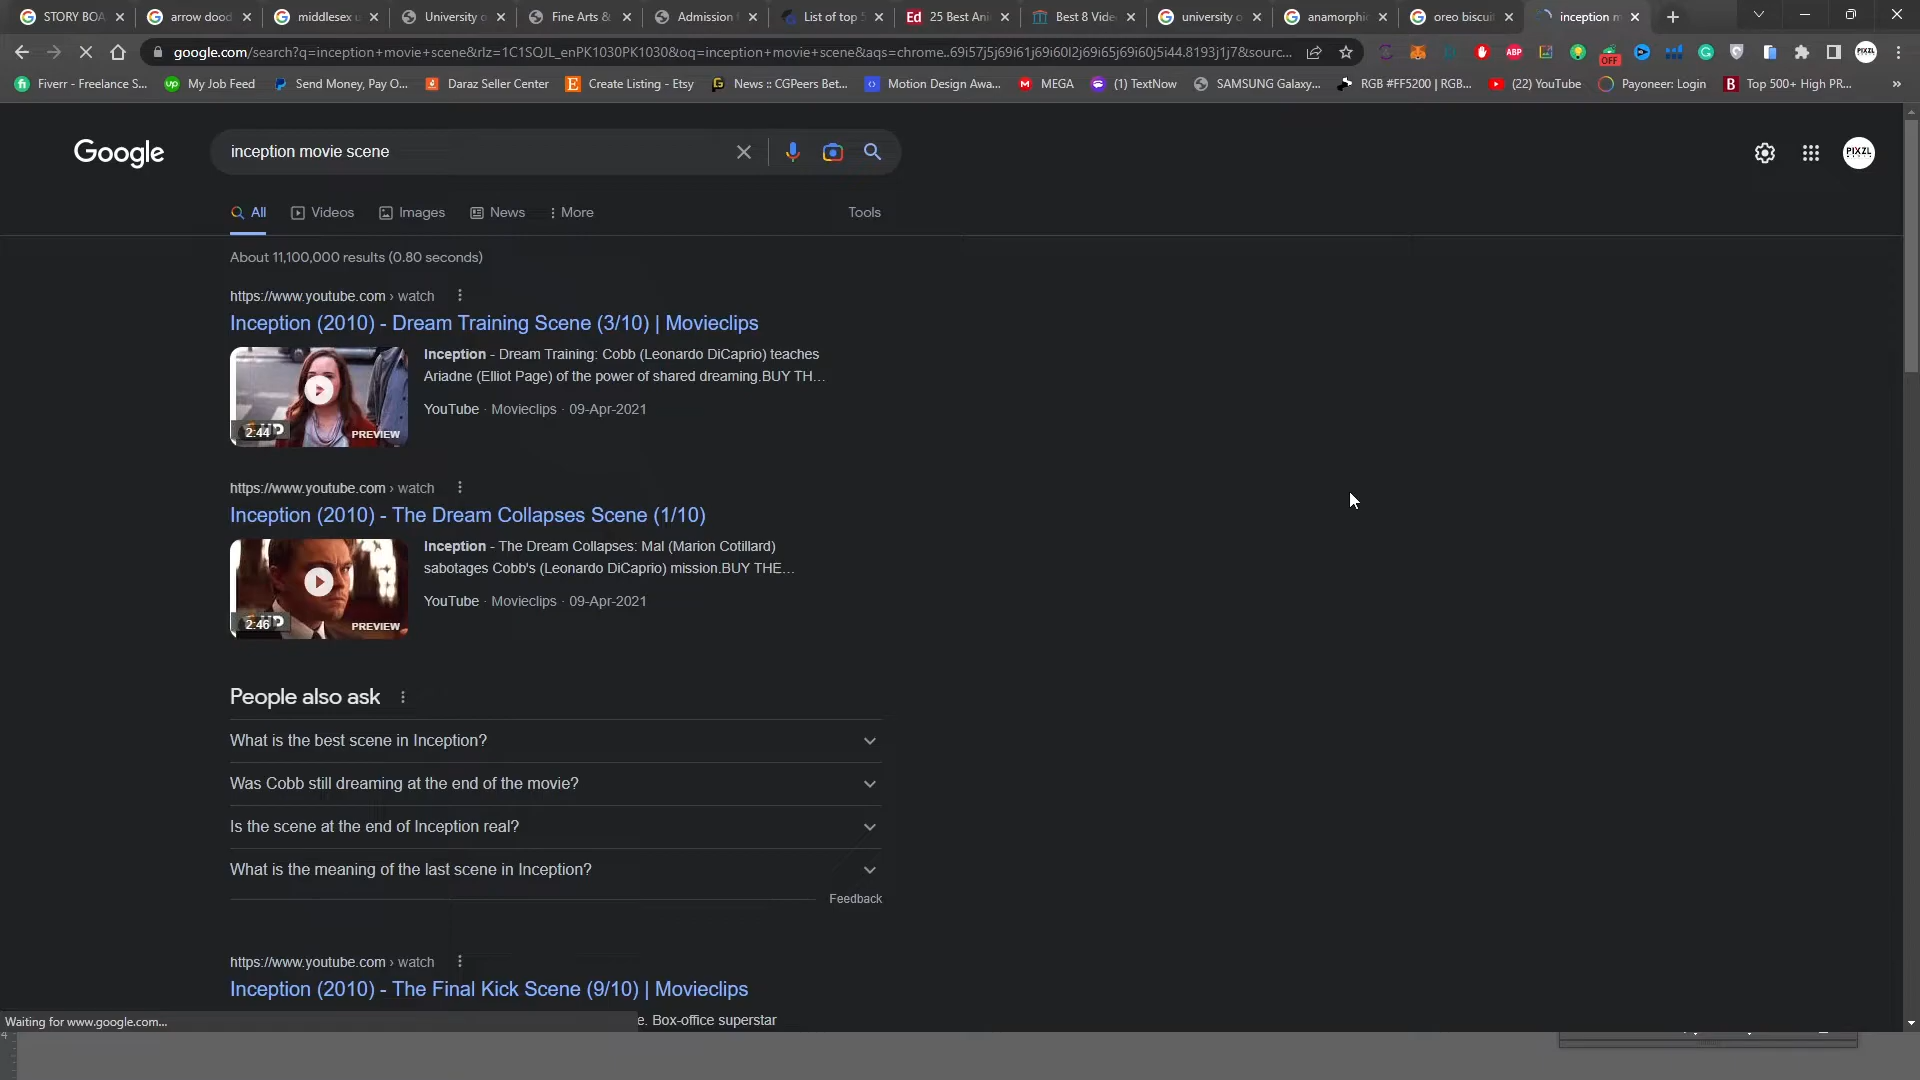 STORY BOA
arrow dood
middlesex u
University o
Fine Arts &
Admission
List of top 5
Ed 25 Best Ani
Best 8 Vide
university o
anamorphi
oreo biscui
inception m
google.com/search?q=inception+movie+scene&rlz=1C1SQJL_enPK1030PK1030&oq=inception+movie+scene&aqs=chrome..69i57j5j69i61j69i60l2j69i65j69i60j5i44.8193j1j7&sourc...
ABP
OFF
PIXZL
Fiverr - Freelance S...
My Job Feed
Send Money, Pay O...
Daraz Seller Center
Create Listing - Etsy
News :: CGPeers Bet...
Motion Design Awa...
MEGA
(1) TextNow
SAMSUNG Galaxy...
RGB #FF5200 | RGB...
(22) YouTube
Payoneer: Login
Top 500+ High PR...
Google
inception movie scene
PIXZL
All
Videos
Images
News
More
Tools
About 11,100,000 results (0.80 seconds)
https://www.youtube.com › watch
Inception (2010) - Dream Training Scene (3/10) | Movieclips
Inception - Dream Training: Cobb (Leonardo DiCaprio) teaches
Ariadne (Elliot Page) of the power of shared dreaming.BUY TH...
YouTube · Movieclips · 09-Apr-2021
2:44
PREVIEW
https://www.youtube.com › watch
Inception (2010) - The Dream Collapses Scene (1/10)
Inception - The Dream Collapses: Mal (Marion Cotillard)
sabotages Cobb's (Leonardo DiCaprio) mission.BUY THE...
YouTube · Movieclips · 09-Apr-2021
2:46
PREVIEW
People also ask
What is the best scene in Inception?
Was Cobb still dreaming at the end of the movie?
Is the scene at the end of Inception real?
What is the meaning of the last scene in Inception?
Feedback
https://www.youtube.com › watch
Inception (2010) - The Final Kick Scene (9/10) | Movieclips
e. Box-office superstar
Waiting for www.google.com...
4